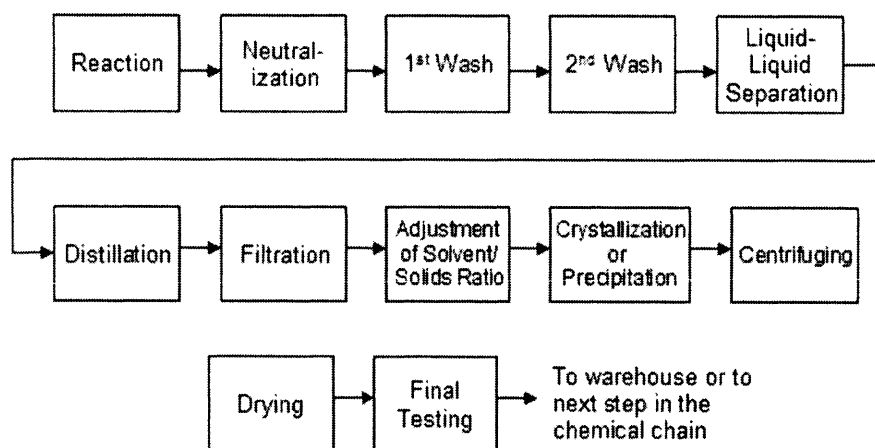 Reaction
Neutral-
ization
1st Wash
2nd Wash
Liquid-
Liquid
Separation
Distillation
Filtration
Adjustment
of Solvent/
Solids Ratio
Crystallization
or
Precipitation
Centrifuging
Drying
Final
Testing
To warehouse or to
next step in the
chemical chain